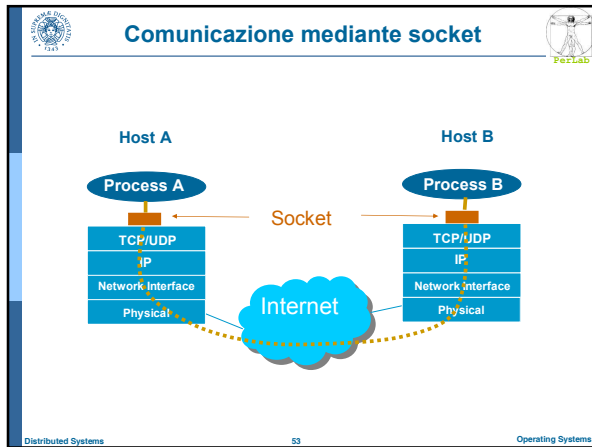 Comunicazione mediante socket
PerLab
Host A
Host B
Process A
Process B
Socket
TCP/UDP
IP
Network Interface
Physical
TCP/UDP
IP
Network Interface
Physical
Internet
Distributed Systems
53
Operating Systems